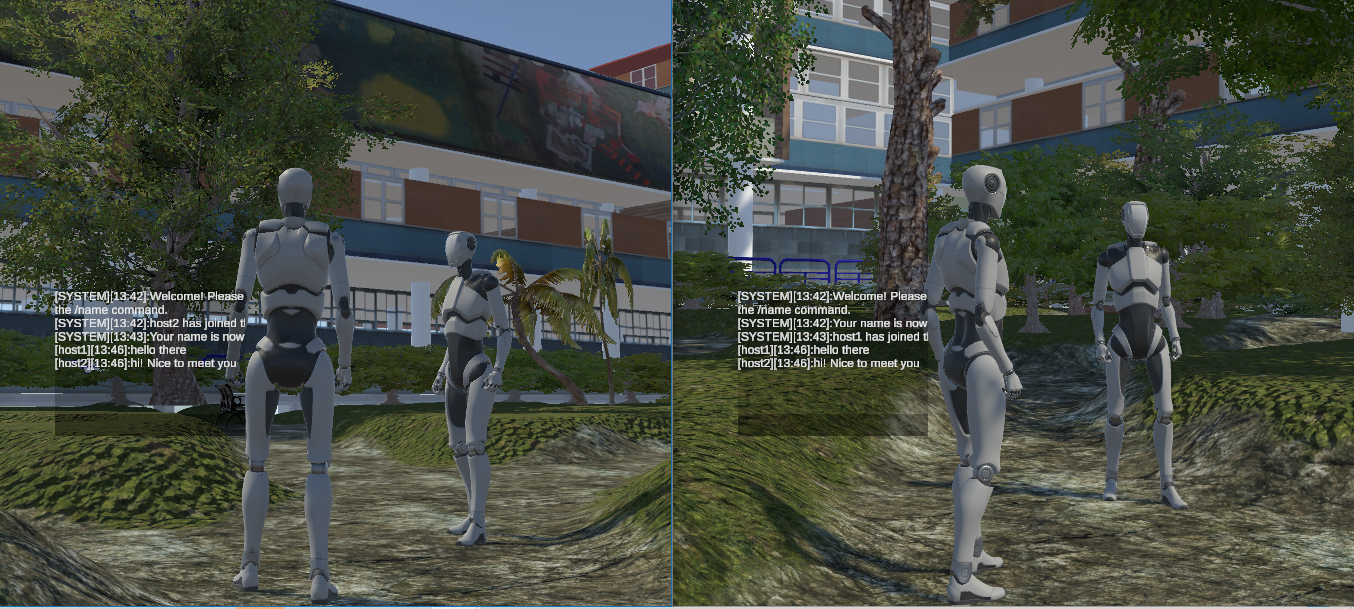 [SYSTEM][13:42]:Welcome! Please
the /name command.
[SYSTEM][13:42]:host2 has joined t
[SYSTEM][13:43]:Your name is now
[host1][13:46]:hello there
[host2][13:46]:hi! Nice to meet you
[SYSTEM][13:42]:Welcome! Please
the /name command.
[SYSTEM][13:42]:Your name is now
[SYSTEM][13:43]:host1 has joined t
[host1][13:46]:hello there
[host2][13:46]:hi! Nice to meet you